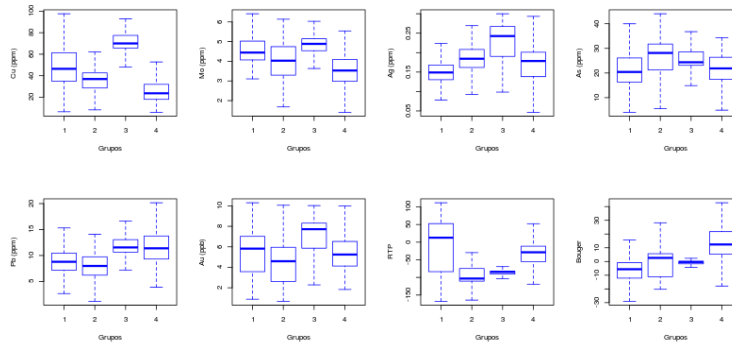 Cu (ppm)
20 40 60 80 100
1 2 3 4
Grupos
Mo (ppm)
2 3 4 5 6
1 2 3 4
Grupos
Ag (ppm)
0.05 0.15 0.25
1 2 3 4
Grupos
As (ppm)
10 20 30 40
1 2 3 4
Grupos
Pb (ppm)
5 10 15 20
1 2 3 4
Grupos
Au (ppb)
2 4 6 8 10
1 2 3 4
Grupos
RTP
-150 -50 0 50 100
1 2 3 4
Grupos
Bouger
-30 -10 0 10 30
1 2 3 4
Grupos